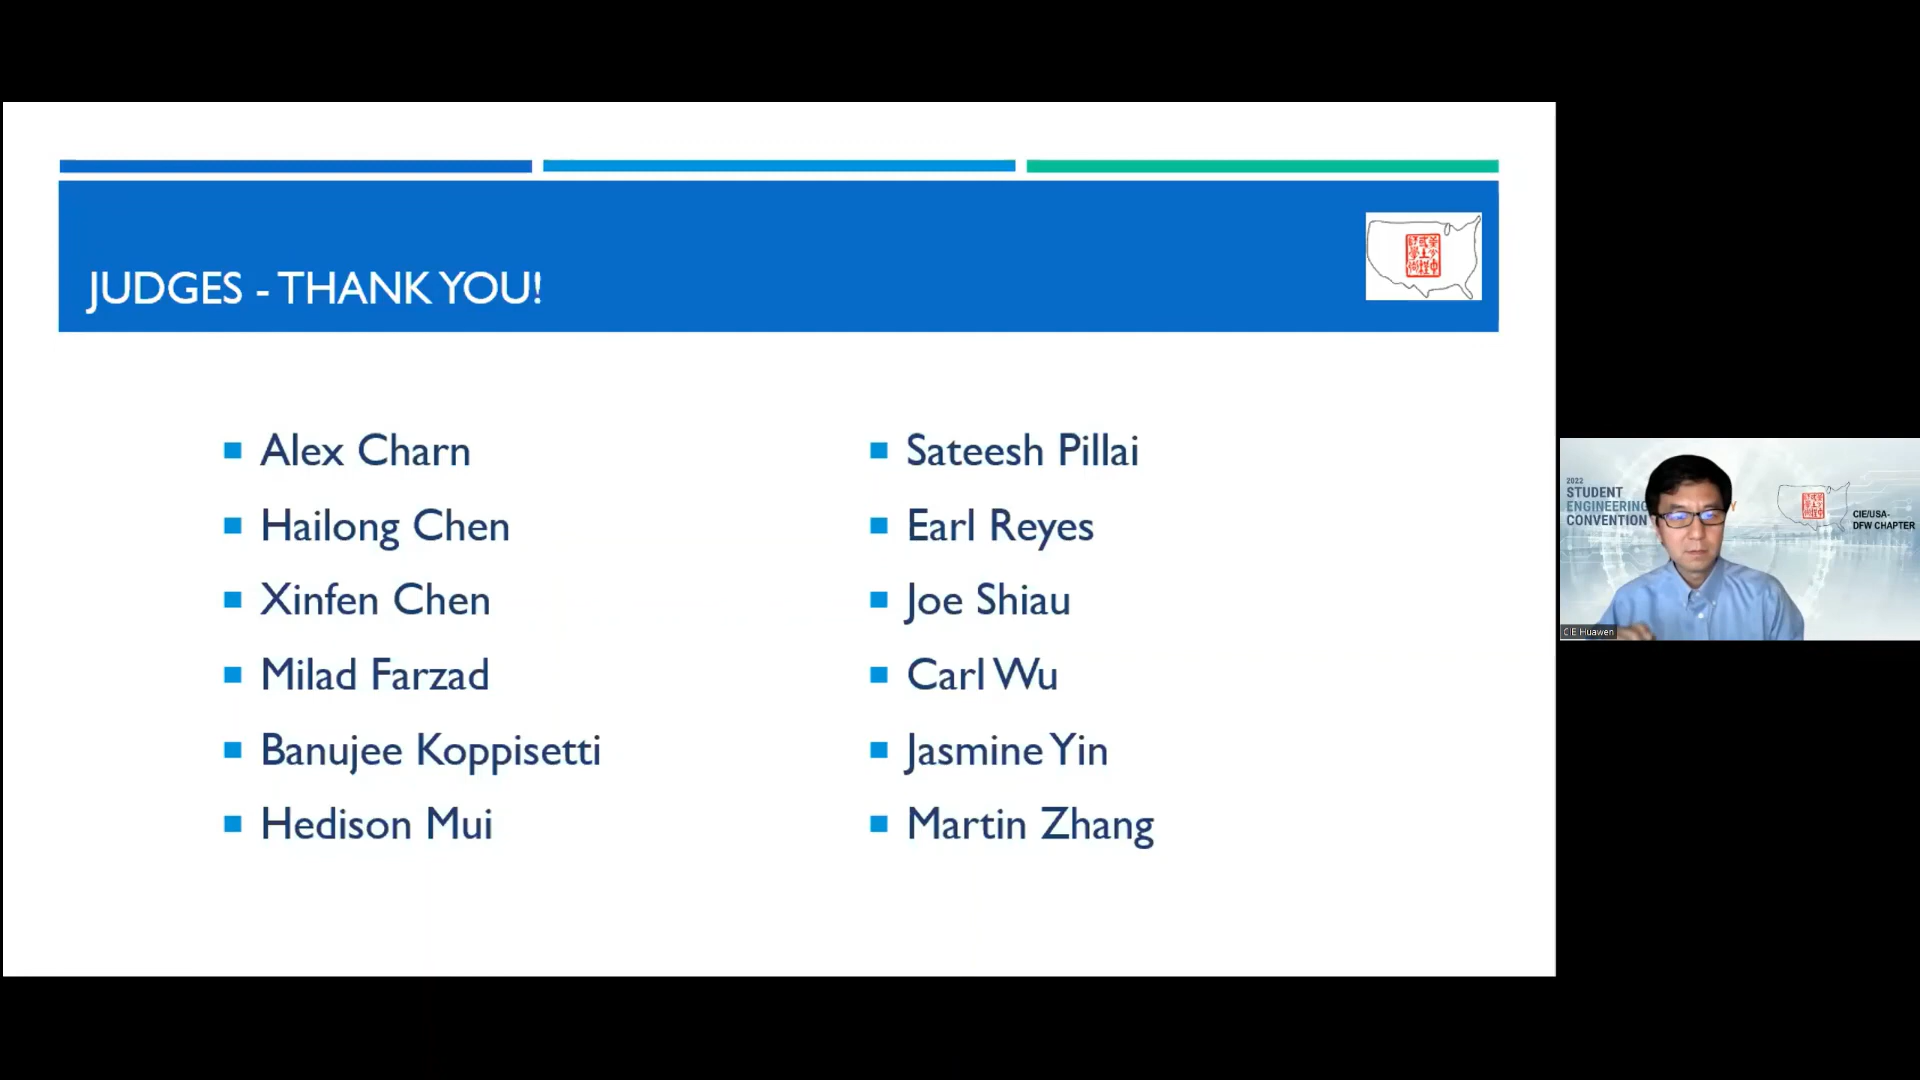 JUDGES - THANK YOU!
Alex Charn
Hailong Chen
Xinfen Chen
Milad Farzad
Banujee Koppisetti
Hedison Mui
Sateesh Pillai
Earl Reyes
Joe Shiau
Carl Wu
Jasmine Yin
Martin Zhang
2022
STUDENT
ENGINEERING
CONVENTION
CIE/USA-
DFW CHAPTER
CIE Huawen